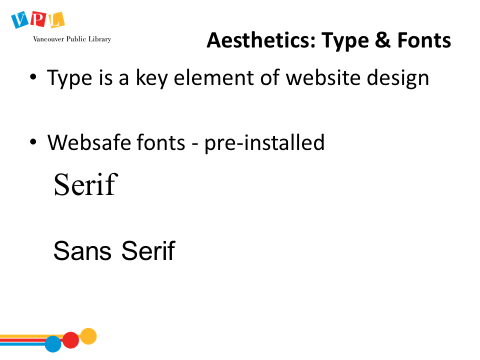 VPL
Vancouver Public Library
Aesthetics: Type & Fonts
• Type is a key element of website design
• Websafe fonts - pre-installed
Serif
Sans Serif